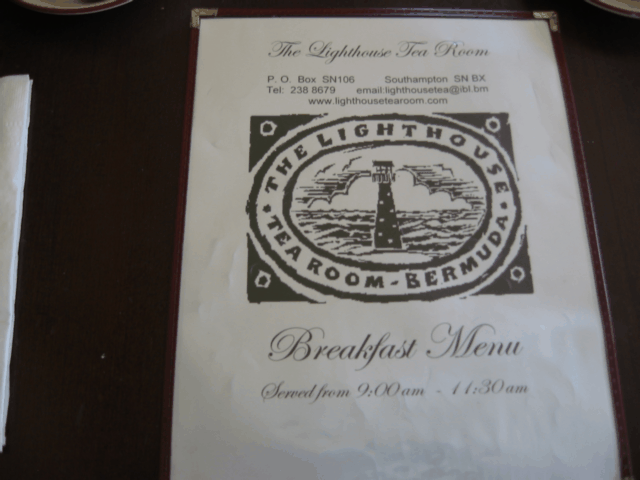 The Lighthouse Tea Room
P. O. Box SN106 Southampton SN BX
Tel: 238 8679 email:lighthousetea@ibl.bm
www.lighthousetearoom.com
THE LIGHTHOUSE
TEA ROOM - BERMUDA
Breakfast Menu
Served from 9:00am - 11:30am